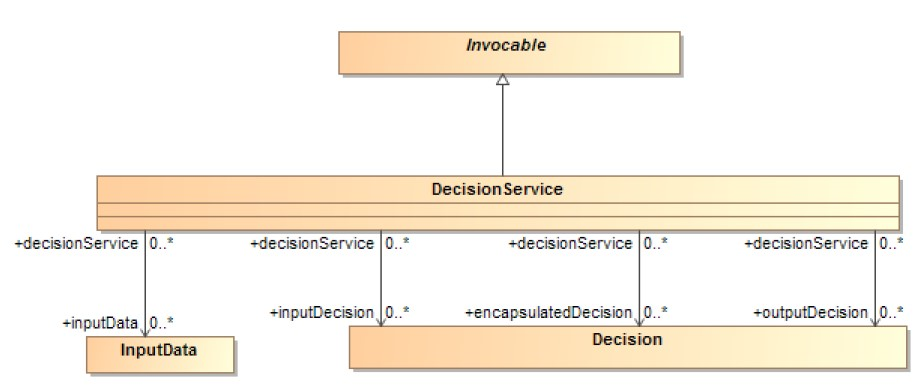 Invocable
DecisionService
+decisionService 0..* +decisionService 0..* +decisionService 0..* +decisionService 0..*
+inputData 0..* +inputDecision 0..* +encapsulatedDecision 0..* +outputDecision 0..*
InputData Decision